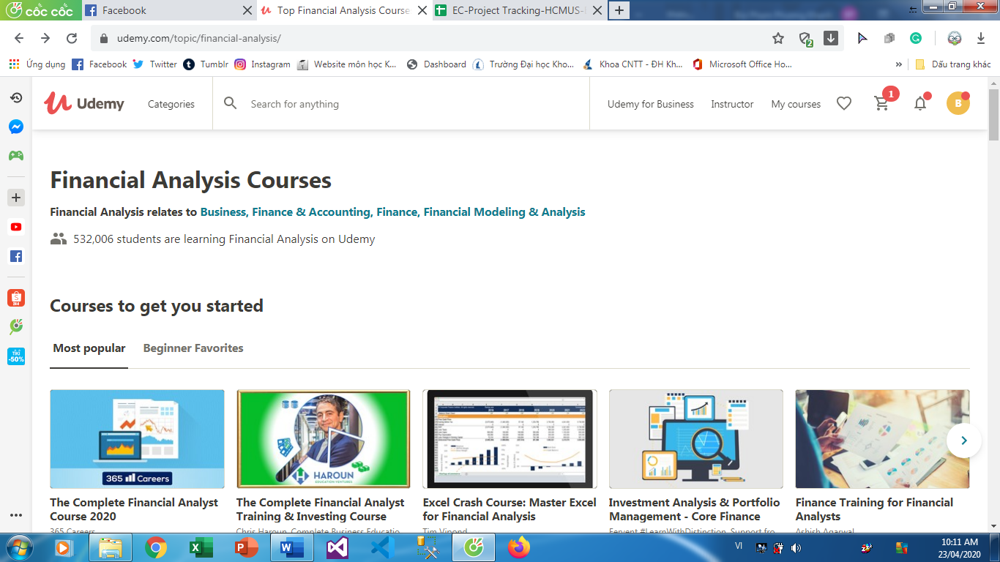 cốc cốc
Facebook
Top Financial Analysis Course
EC-Project Tracking-HCMUS-
udemy.com/topic/financial-analysis/
2
Ứng dụng
Facebook
Twitter
Tumblr
Instagram
Website môn học K...
Dashboard
Trường Đại học Kho...
Khoa CNTT - ĐH Kh...
Microsoft Office Ho...
»
Dấu trang khác
Udemy
Categories
Search for anything
Udemy for Business
Instructor
My courses
1
B
Financial Analysis Courses
Financial Analysis relates to Business, Finance & Accounting, Finance, Financial Modeling & Analysis
532,006 students are learning Financial Analysis on Udemy
Courses to get you started
Most popular
Beginner Favorites
TIKI
-50%
365 Careers
HAROUN
EDUCATION VENTURES
The Complete Financial Analyst
Course 2020
365 Careers
The Complete Financial Analyst
Training & Investing Course
Chris Haroun, Complete Business Educatio
Excel Crash Course: Master Excel
for Financial Analysis
Tim Vipond
Investment Analysis & Portfolio
Management - Core Finance
Fervent #LearnWithDistinction, Support fro
Finance Training for Financial
Analysts
Ashish Agarwal
VI
10:11 AM
23/04/2020